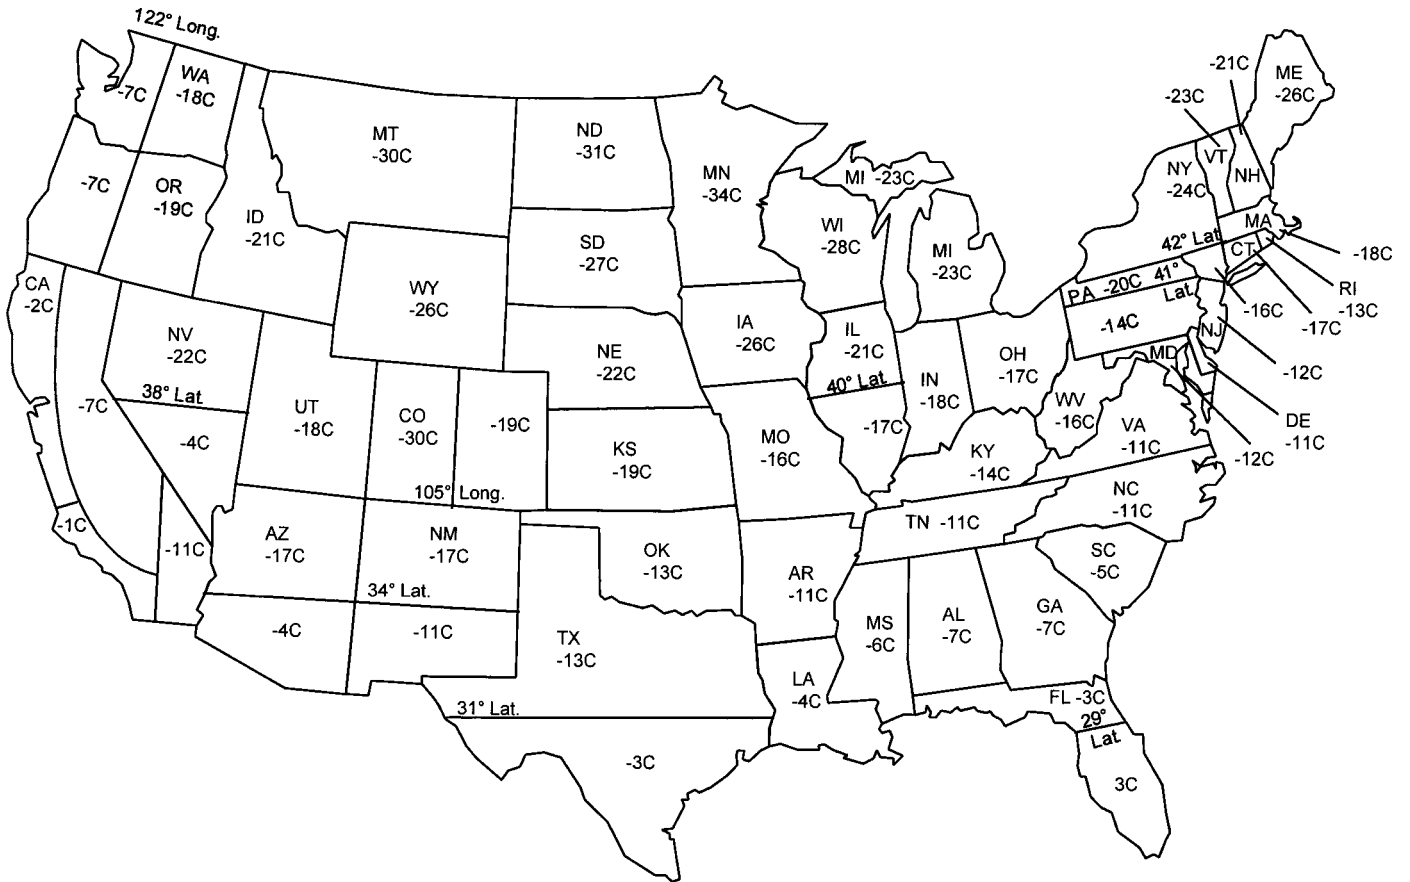 122° Long.
-7C
WA
-18C
-7C
OR
-19C
ID
-21C
MT
-30C
ND
-31C
MN
-34C
SD
-27C
WY
-26C
NE
-22C
IA
-26C
WI
-28C
MI -23C
MI
-23C
-21C
-23C
ME
-26C
VT
NH
NY
-24C
42° Lat
MA
-18C
CT
RI
-13C
-17C
-16C
PA -20C 41°
Lat.
-14C
NJ
-12C
MD
DE
-11C
-12C
CA
-2C
-7C
-1C
-11C
NV
-22C
38° Lat
-4C
UT
-18C
CO
-30C
-19C
105° Long.
KS
-19C
MO
-16C
IL
-21C
40° Lat
-17C
IN
-18C
OH
-17C
WV
-16C
VA
-11C
KY
-14C
TN -11C
NC
-11C
SC
-5C
AZ
-17C
-4C
NM
-17C
34° Lat.
-11C
OK
-13C
TX
-13C
31° Lat.
-3C
AR
-11C
LA
-4C
MS
-6C
AL
-7C
GA
-7C
FL -3C
29°
Lat
3C